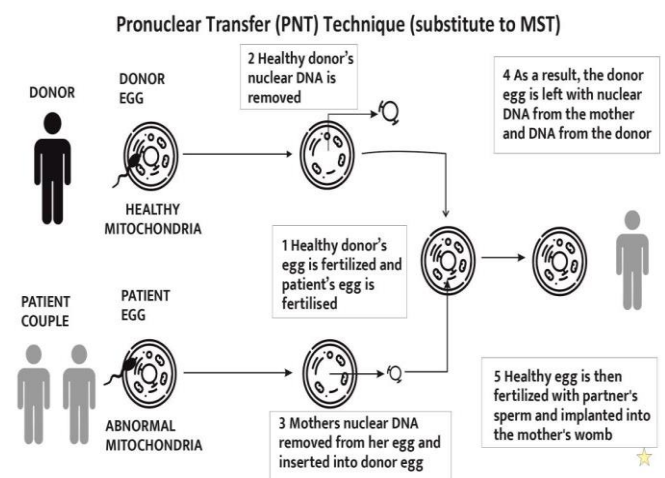 Pronuclear Transfer (PNT) Technique (substitute to MST)
DONOR
DONOR
EGG
HEALTHY
MITOCHONDRIA
2 Healthy donor's
nuclear DNA is
removed
4 As a result, the donor
egg is left with nuclear
DNA from the mother
and DNA from the donor
1 Healthy donor's
egg is fertilized and
patient's egg is
fertilised
PATIENT
COUPLE
PATIENT
EGG
ABNORMAL
MITOCHONDRIA
3 Mothers nuclear DNA
removed from her egg and
inserted into donor egg
5 Healthy egg is then
fertilized with partner's
sperm and implanted into
the mother's womb